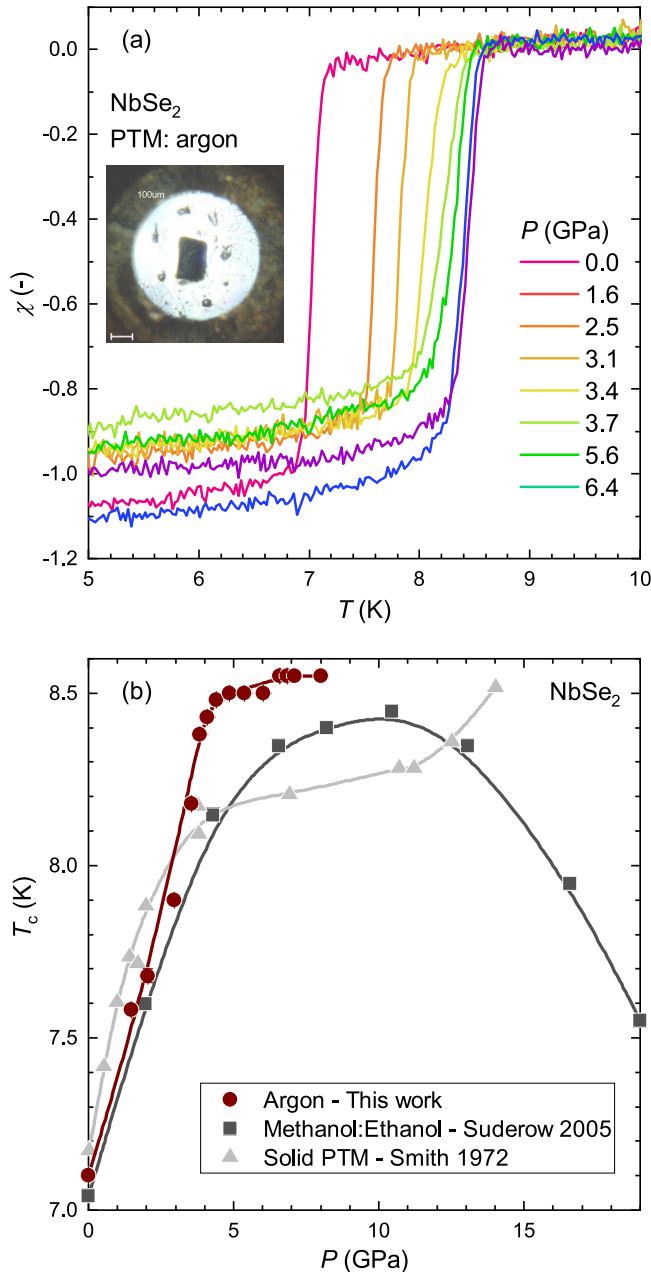 (a)
NbSe₂
PTM: argon
100um
P (GPa)
0.0
1.6
2.5
3.1
3.4
3.7
5.6
6.4
0.0
-0.2
-0.4
-0.6
-0.8
-1.0
-1.2
χ (-)
5 6 7 8 9 10
T (K)
(b)
NbSe₂
8.5
8.0
7.5
7.0
T_c (K)
Argon - This work
Methanol:Ethanol - Suderow 2005
Solid PTM - Smith 1972
0 5 10 15
P (GPa)